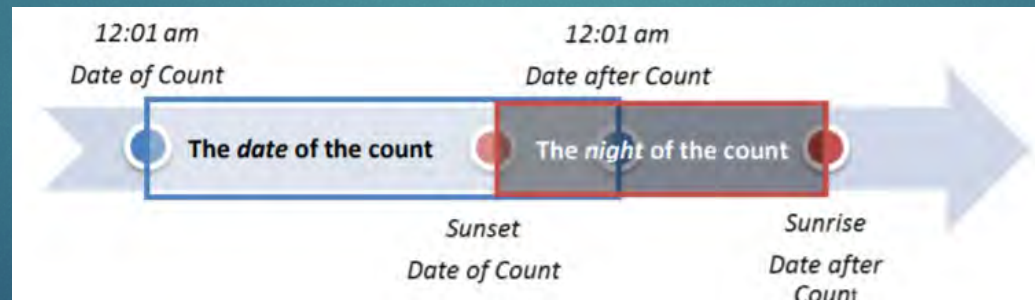 12:01 am
Date of Count
12:01 am
Date after Count
The date of the count
The night of the count
Sunset
Date of Count
Sunrise
Date after
Count